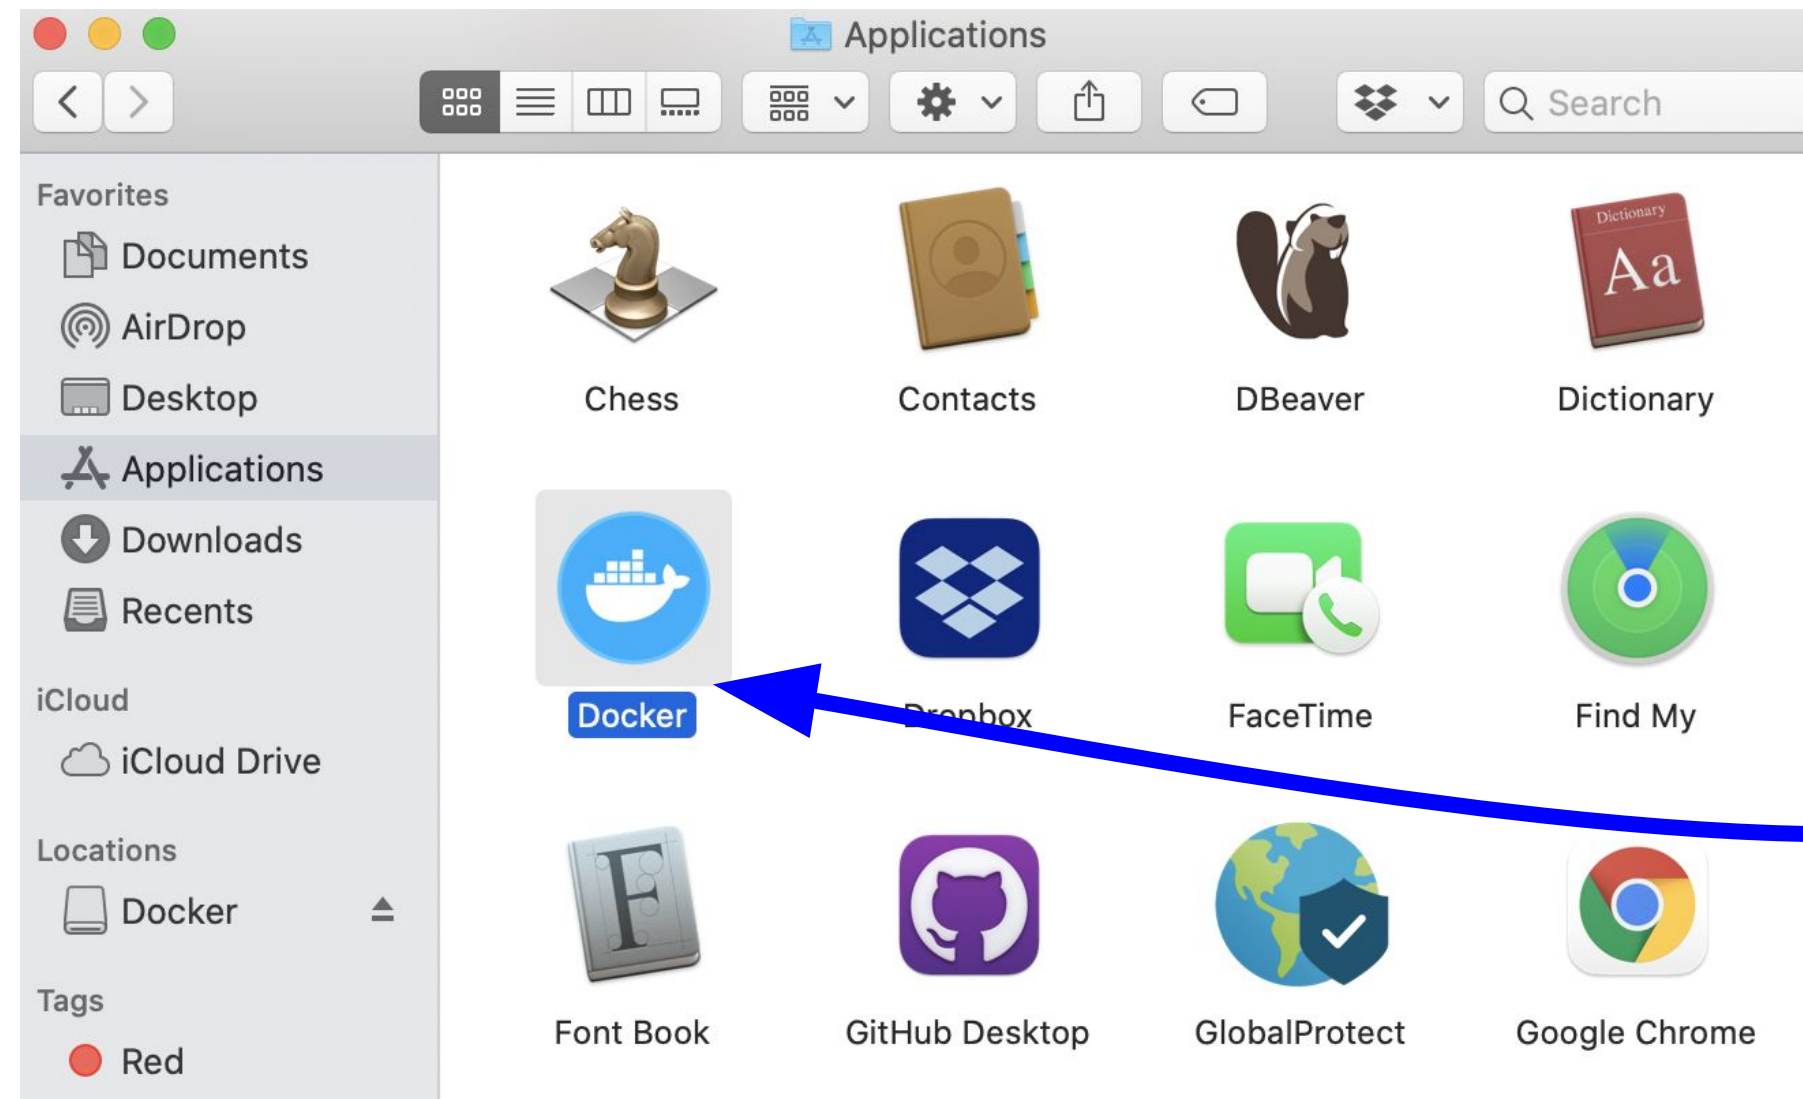 Applications
Search
Favorites
Documents
AirDrop
Desktop
Applications
Downloads
Recents
iCloud
iCloud Drive
Locations
Docker
Tags
Red
Dictionary
Aa
Chess Contacts DBeaver Dictionary
Docker Dropbox FaceTime Find My
F
Font Book GitHub Desktop GlobalProtect Google Chrome